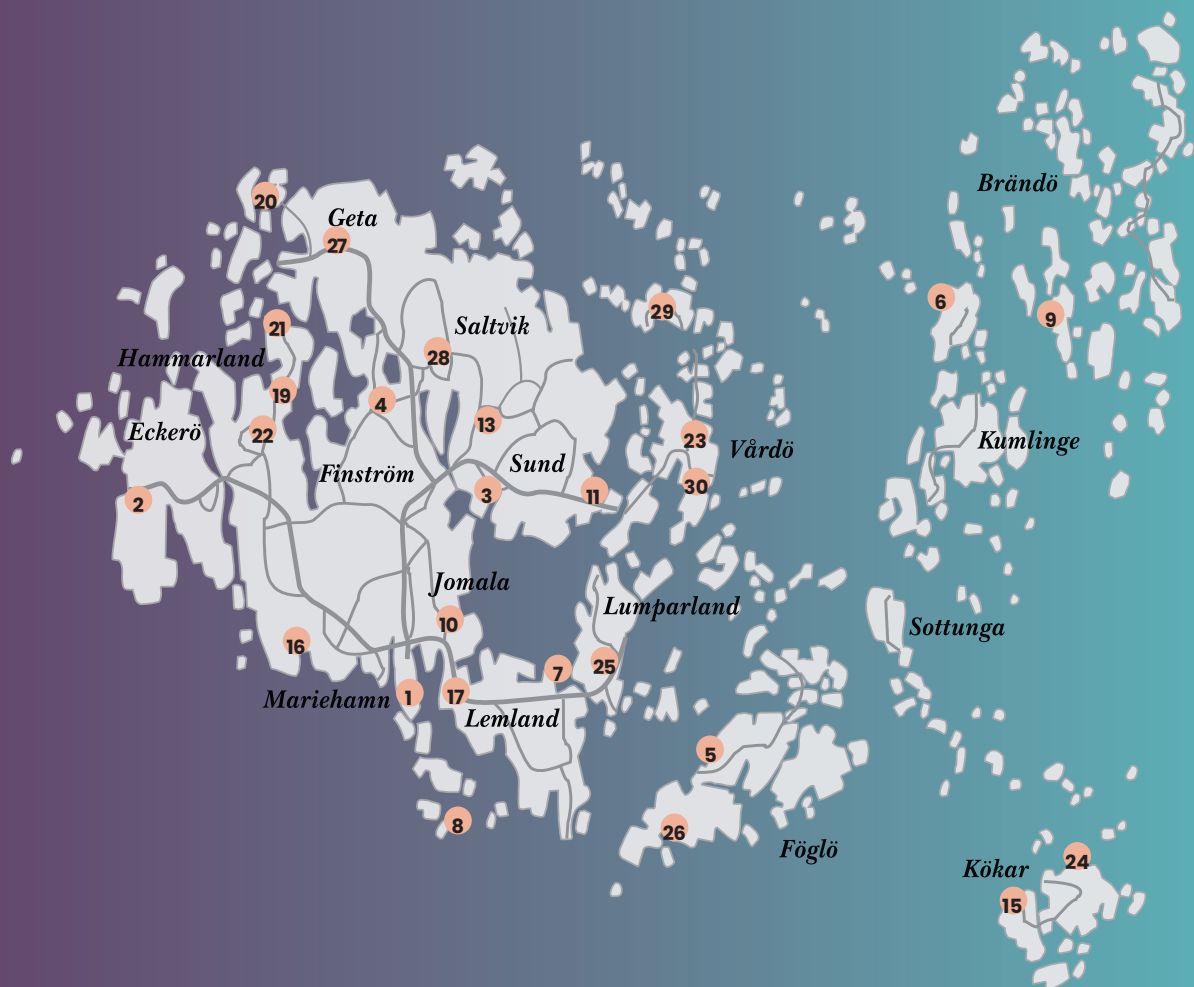 Brändö
20
Geta
27
6
29
9
21
Saltvik
Hammarland
28
19
4
13
Eckerö
22
23
Kumlinge
Vårdö
Sund
Finström
3
11
30
2
Jomala
Lumparland
10
Sottunga
16
7
25
Mariehamn
1
17
Lemland
5
8
26
Föglö
24
Kökar
15